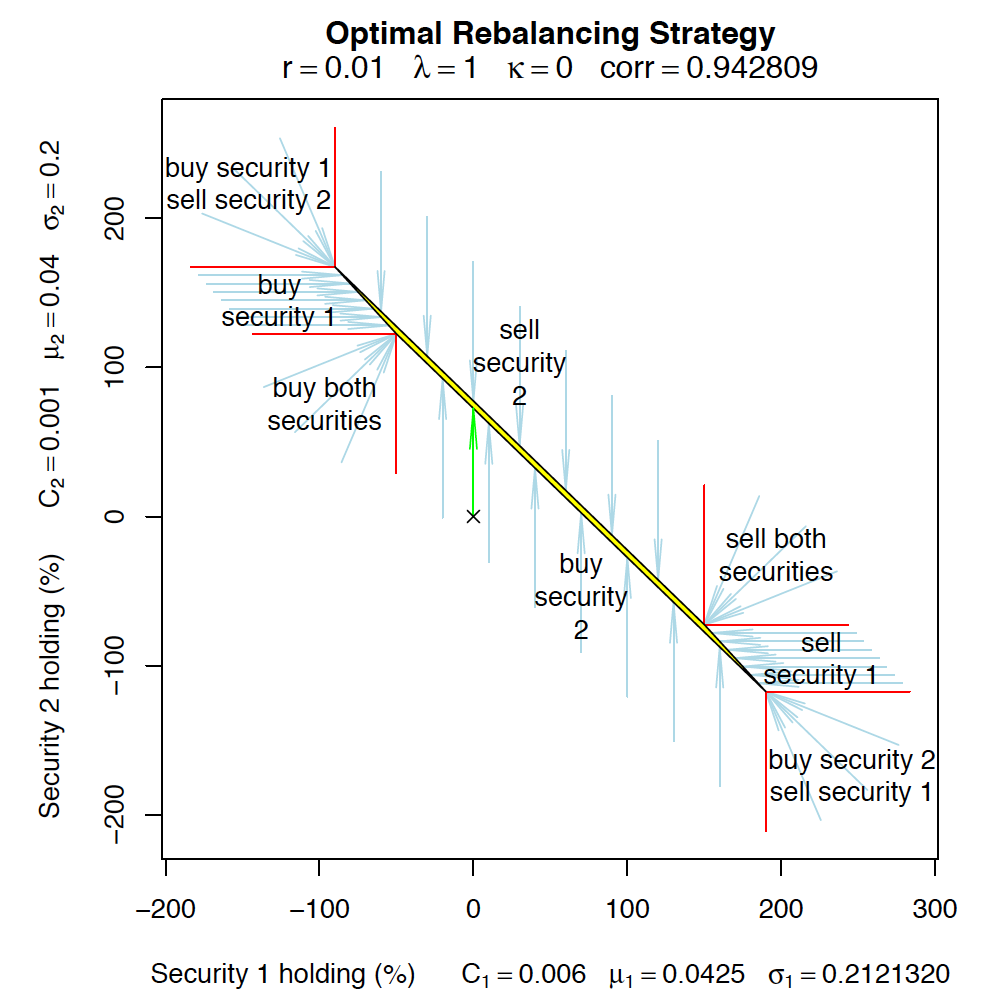 Optimal Rebalancing Strategy
r = 0.01 λ = 1 κ = 0 corr = 0.942809
buy security 1
sell security 2
buy
security 1
buy both
securities
sell
security
2
buy
security
2
sell both
securities
sell
security 1
buy security 2
sell security 1
200
100
0
−100
−200
Security 2 holding (%) C₂ = 0.001 μ₂ = 0.04 σ₂ = 0.2
−200 −100 0 100 200 300
Security 1 holding (%) C₁ = 0.006 μ₁ = 0.0425 σ₁ = 0.2121320